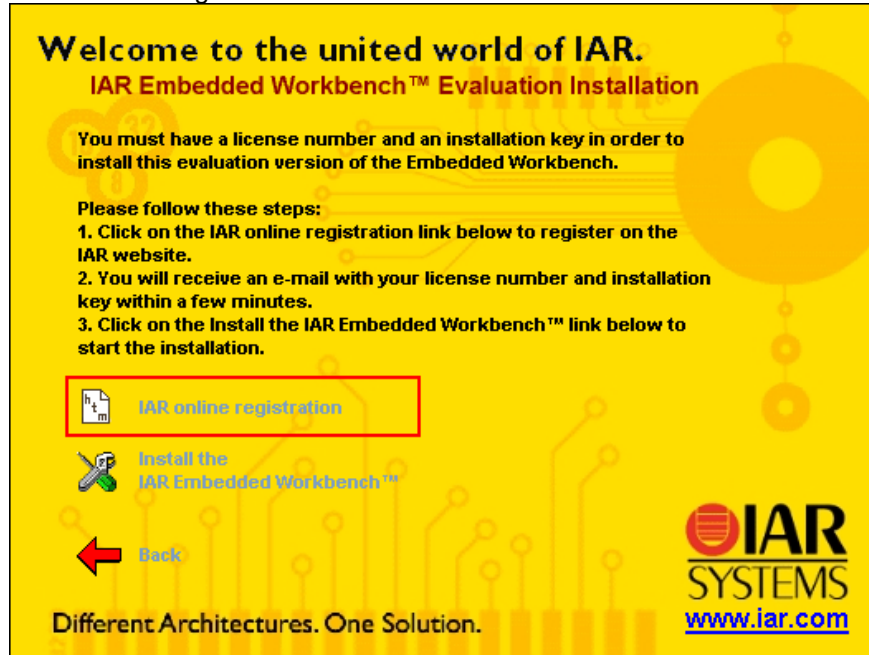 Welcome to the united world of IAR.
IAR Embedded Workbench™ Evaluation Installation
You must have a license number and an installation key in order to
install this evaluation version of the Embedded Workbench.
Please follow these steps:
1. Click on the IAR online registration link below to register on the
IAR website.
2. You will receive an e-mail with your license number and installation
key within a few minutes.
3. Click on the Install the IAR Embedded Workbench™ link below to
start the installation.
htm
IAR online registration
Install the
IAR Embedded Workbench™
Back
IAR
SYSTEMS
www.iar.com
Different Architectures. One Solution.